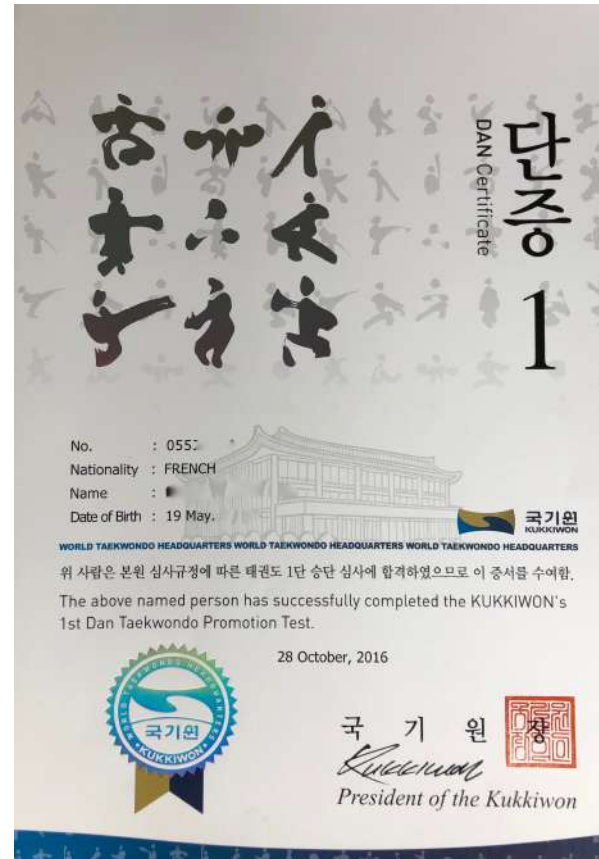 단증
DAN Certificate
1
No. : 055
Nationality : FRENCH
Name :
Date of Birth : 19 May.
국기원
KUKKIWON
WORLD TAEKWONDO HEADQUARTERS WORLD TAEKWONDO HEADQUARTERS WORLD TAEKWONDO HEADQUARTERS
위 사람은 본원 심사규정에 따른 태권도 1단 승단 심사에 합격하였으므로 이 증서를 수여함.
The above named person has successfully completed the KUKKIWON's
1st Dan Taekwondo Promotion Test.
28 October, 2016
WORLD TAEKWONDO HEADQUARTERS
국기원
KUKKIWON
국 기 원 장
Kukkiwon
President of the Kukkiwon